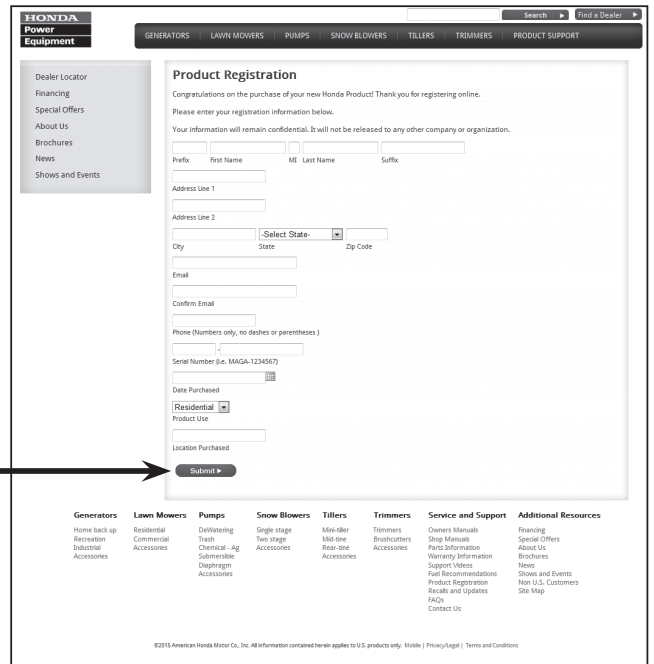 HONDA
Power
Equipment
Search
Find a Dealer
GENERATORS LAWN MOWERS PUMPS SNOW BLOWERS TILLERS TRIMMERS PRODUCT SUPPORT
Dealer Locator
Financing
Special Offers
About Us
Brochures
News
Shows and Events
Product Registration
Congratulations on the purchase of your new Honda Product! Thank you for registering online.
Please enter your registration information below.
Your information will remain confidential. It will not be released to any other company or organization.
Prefix First Name MI Last Name Suffix
Address Line 1
Address Line 2
-Select State-
City State Zip Code
Email
Confirm Email
Phone (Numbers only, no dashes or parentheses )
-
Serial Number (i.e. MAGA-1234567)
Date Purchased
Residential
Product Use
Location Purchased
Submit
Generators
Home back up
Recreation
Industrial
Accessories
Lawn Mowers
Residential
Commercial
Accessories
Pumps
DeWatering
Trash
Chemical - Ag
Submersible
Diaphragm
Accessories
Snow Blowers
Single stage
Two stage
Accessories
Tillers
Mini-tiller
Mid-tine
Rear-tine
Accessories
Trimmers
Trimmers
Brushcutters
Accessories
Service and Support
Owners Manuals
Shop Manuals
Parts Information
Warranty Information
Support Videos
Fuel Recommendations
Product Registration
Recalls and Updates
FAQs
Contact Us
Additional Resources
Financing
Special Offers
About Us
Brochures
News
Shows and Events
Non U.S. Customers
Site Map
©2015 American Honda Motor Co., Inc. All information contained herein applies to U.S. products only. Mobile | Privacy/Legal | Terms and Conditions